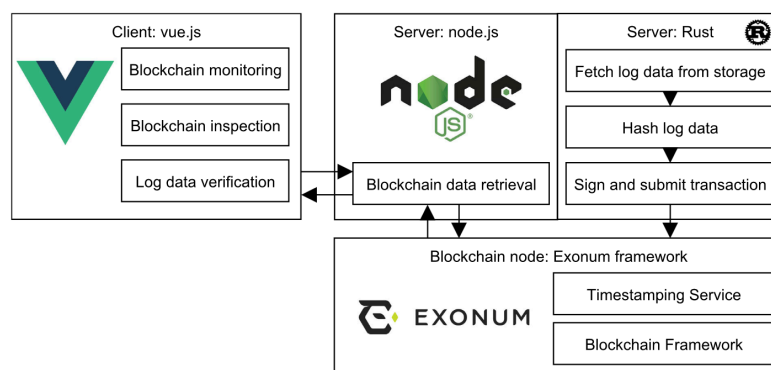 Client: vue.js
Blockchain monitoring
Blockchain inspection
Log data verification
Server: node.js
node
JS®
Blockchain data retrieval
Server: Rust
R
Fetch log data from storage
Hash log data
Sign and submit transaction
Blockchain node: Exonum framework
EXONUM
Timestamping Service
Blockchain Framework